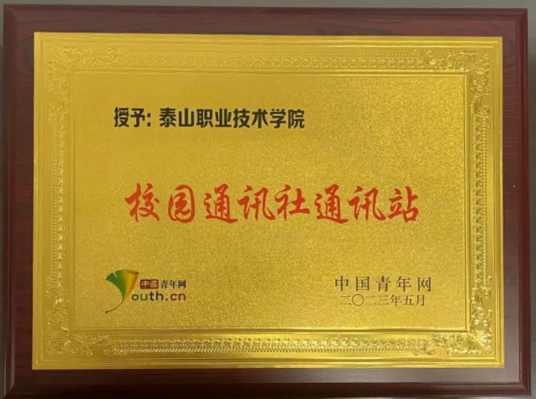 授予：泰山职业技术学院
校园通讯社通讯站
中国青年网
Youth.cn
中国青年网
二〇二三年五月